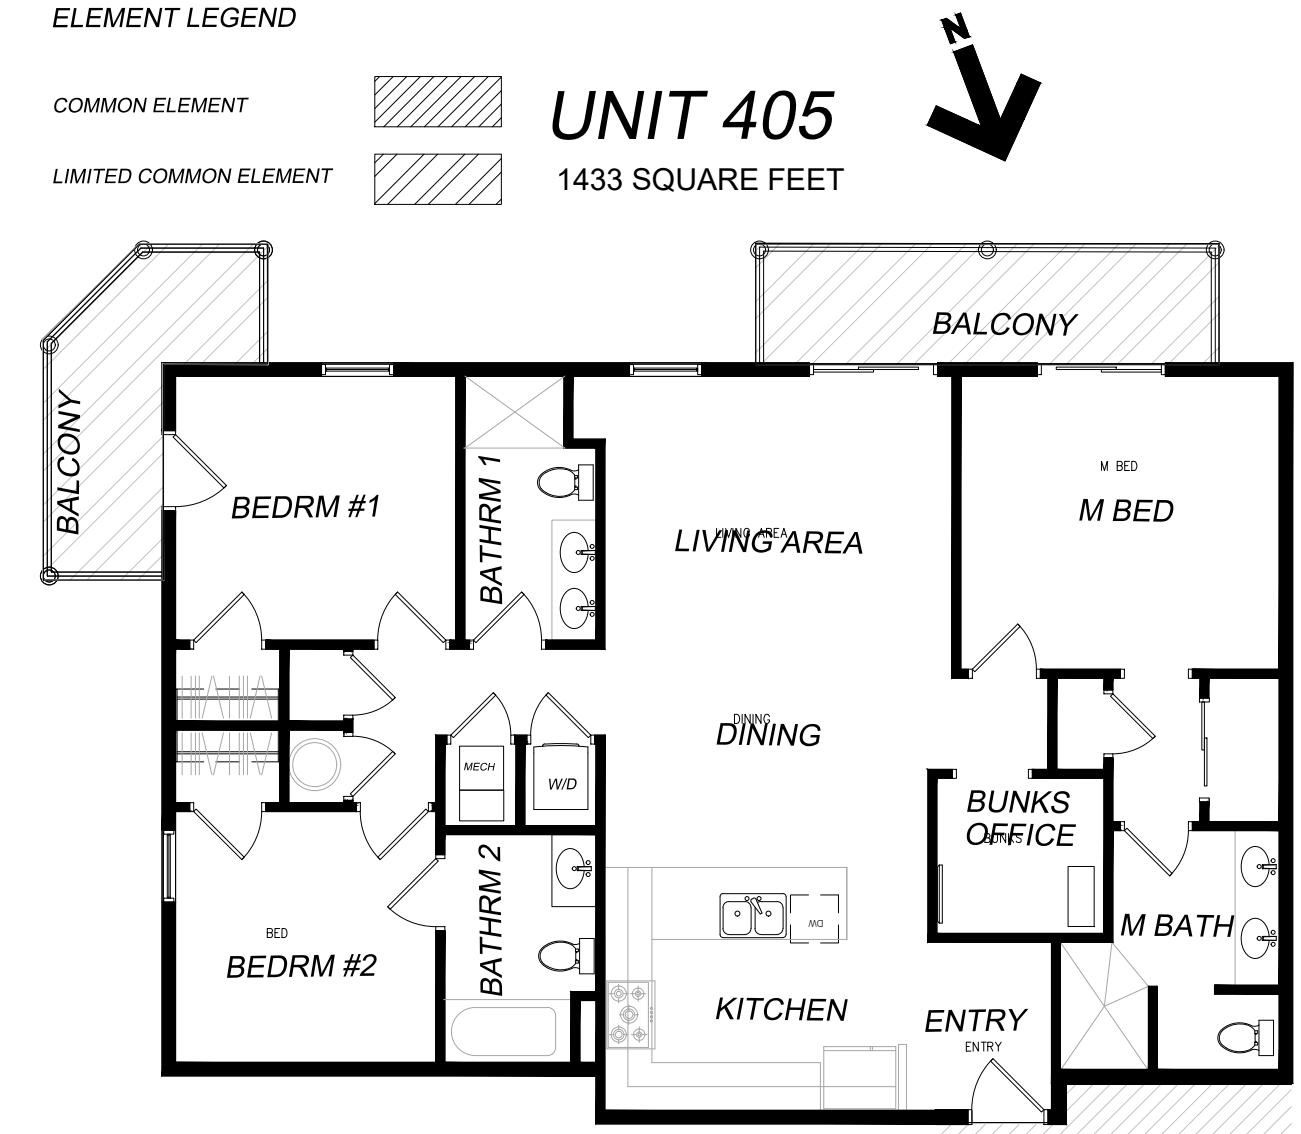 ELEMENT LEGEND
N
COMMON ELEMENT
UNIT 405
LIMITED COMMON ELEMENT
1433 SQUARE FEET
BALCONY
BALCONY
M BED
BEDRM #1
BATHRM 1
M BED
LIVING AREA
LIVING AREA
DINING
DINING
MECH
W/D
BUNKS
OFFICE
BUNKS
BATHRM 2
DW
M BATH
BED
BEDRM #2
KITCHEN
ENTRY
ENTRY